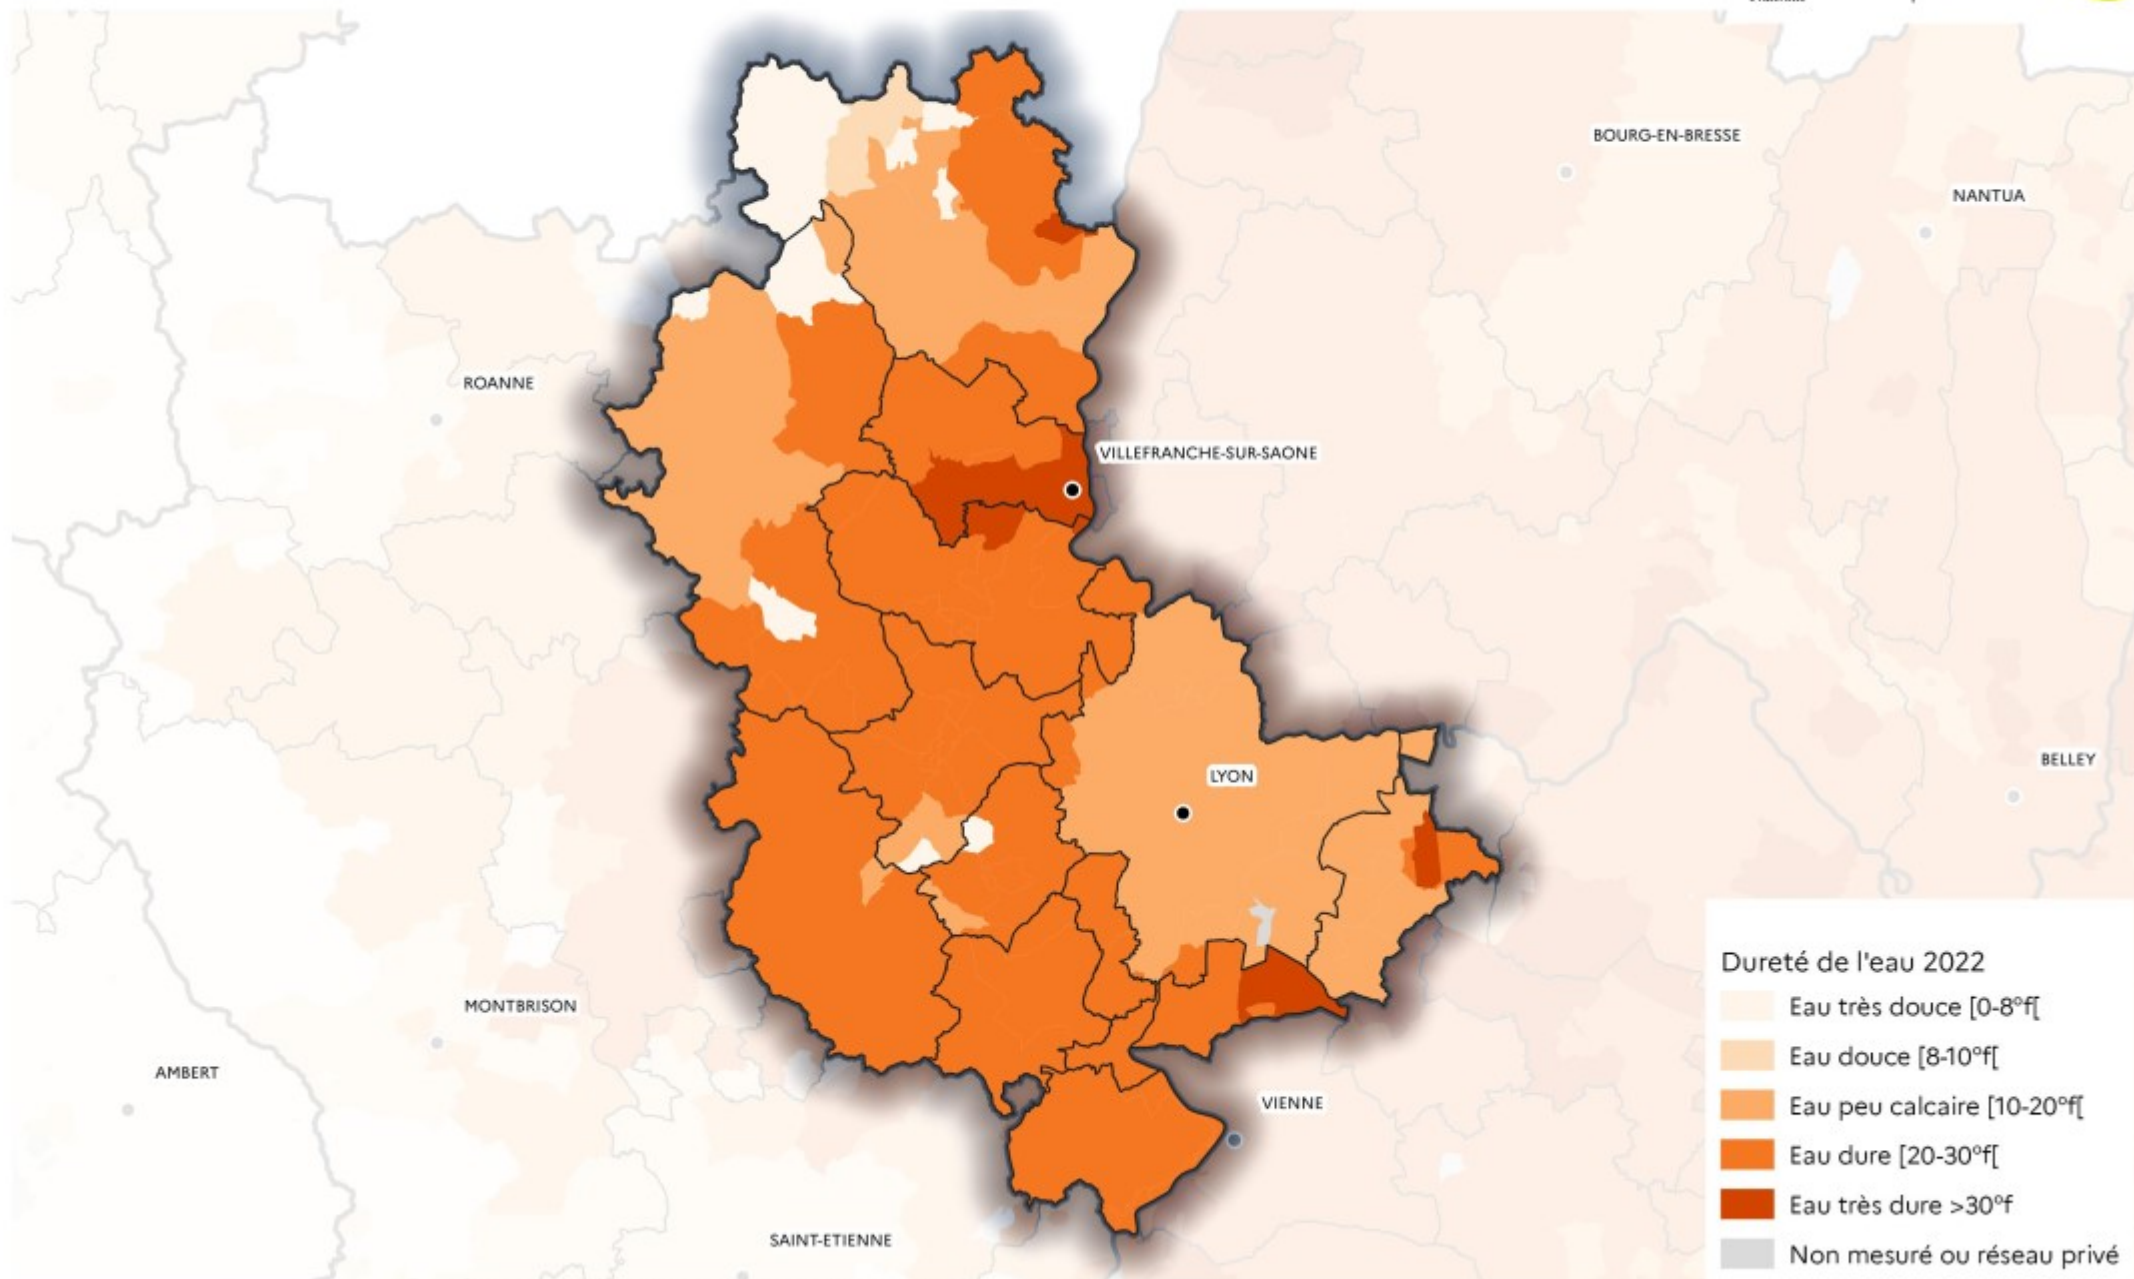 BOURG-EN-BRESSE
NANTUA
ROANNE
VILLEFRANCHE-SUR-SAONE
LYON
BELLEY
MONTBRISON
AMBERT
VIENNE
SAINT-ETIENNE
Dureté de l'eau 2022
Eau très douce [0-8°f[
Eau douce [8-10°f[
Eau peu calcaire [10-20°f[
Eau dure [20-30°f[
Eau très dure >30°f
Non mesuré ou réseau privé